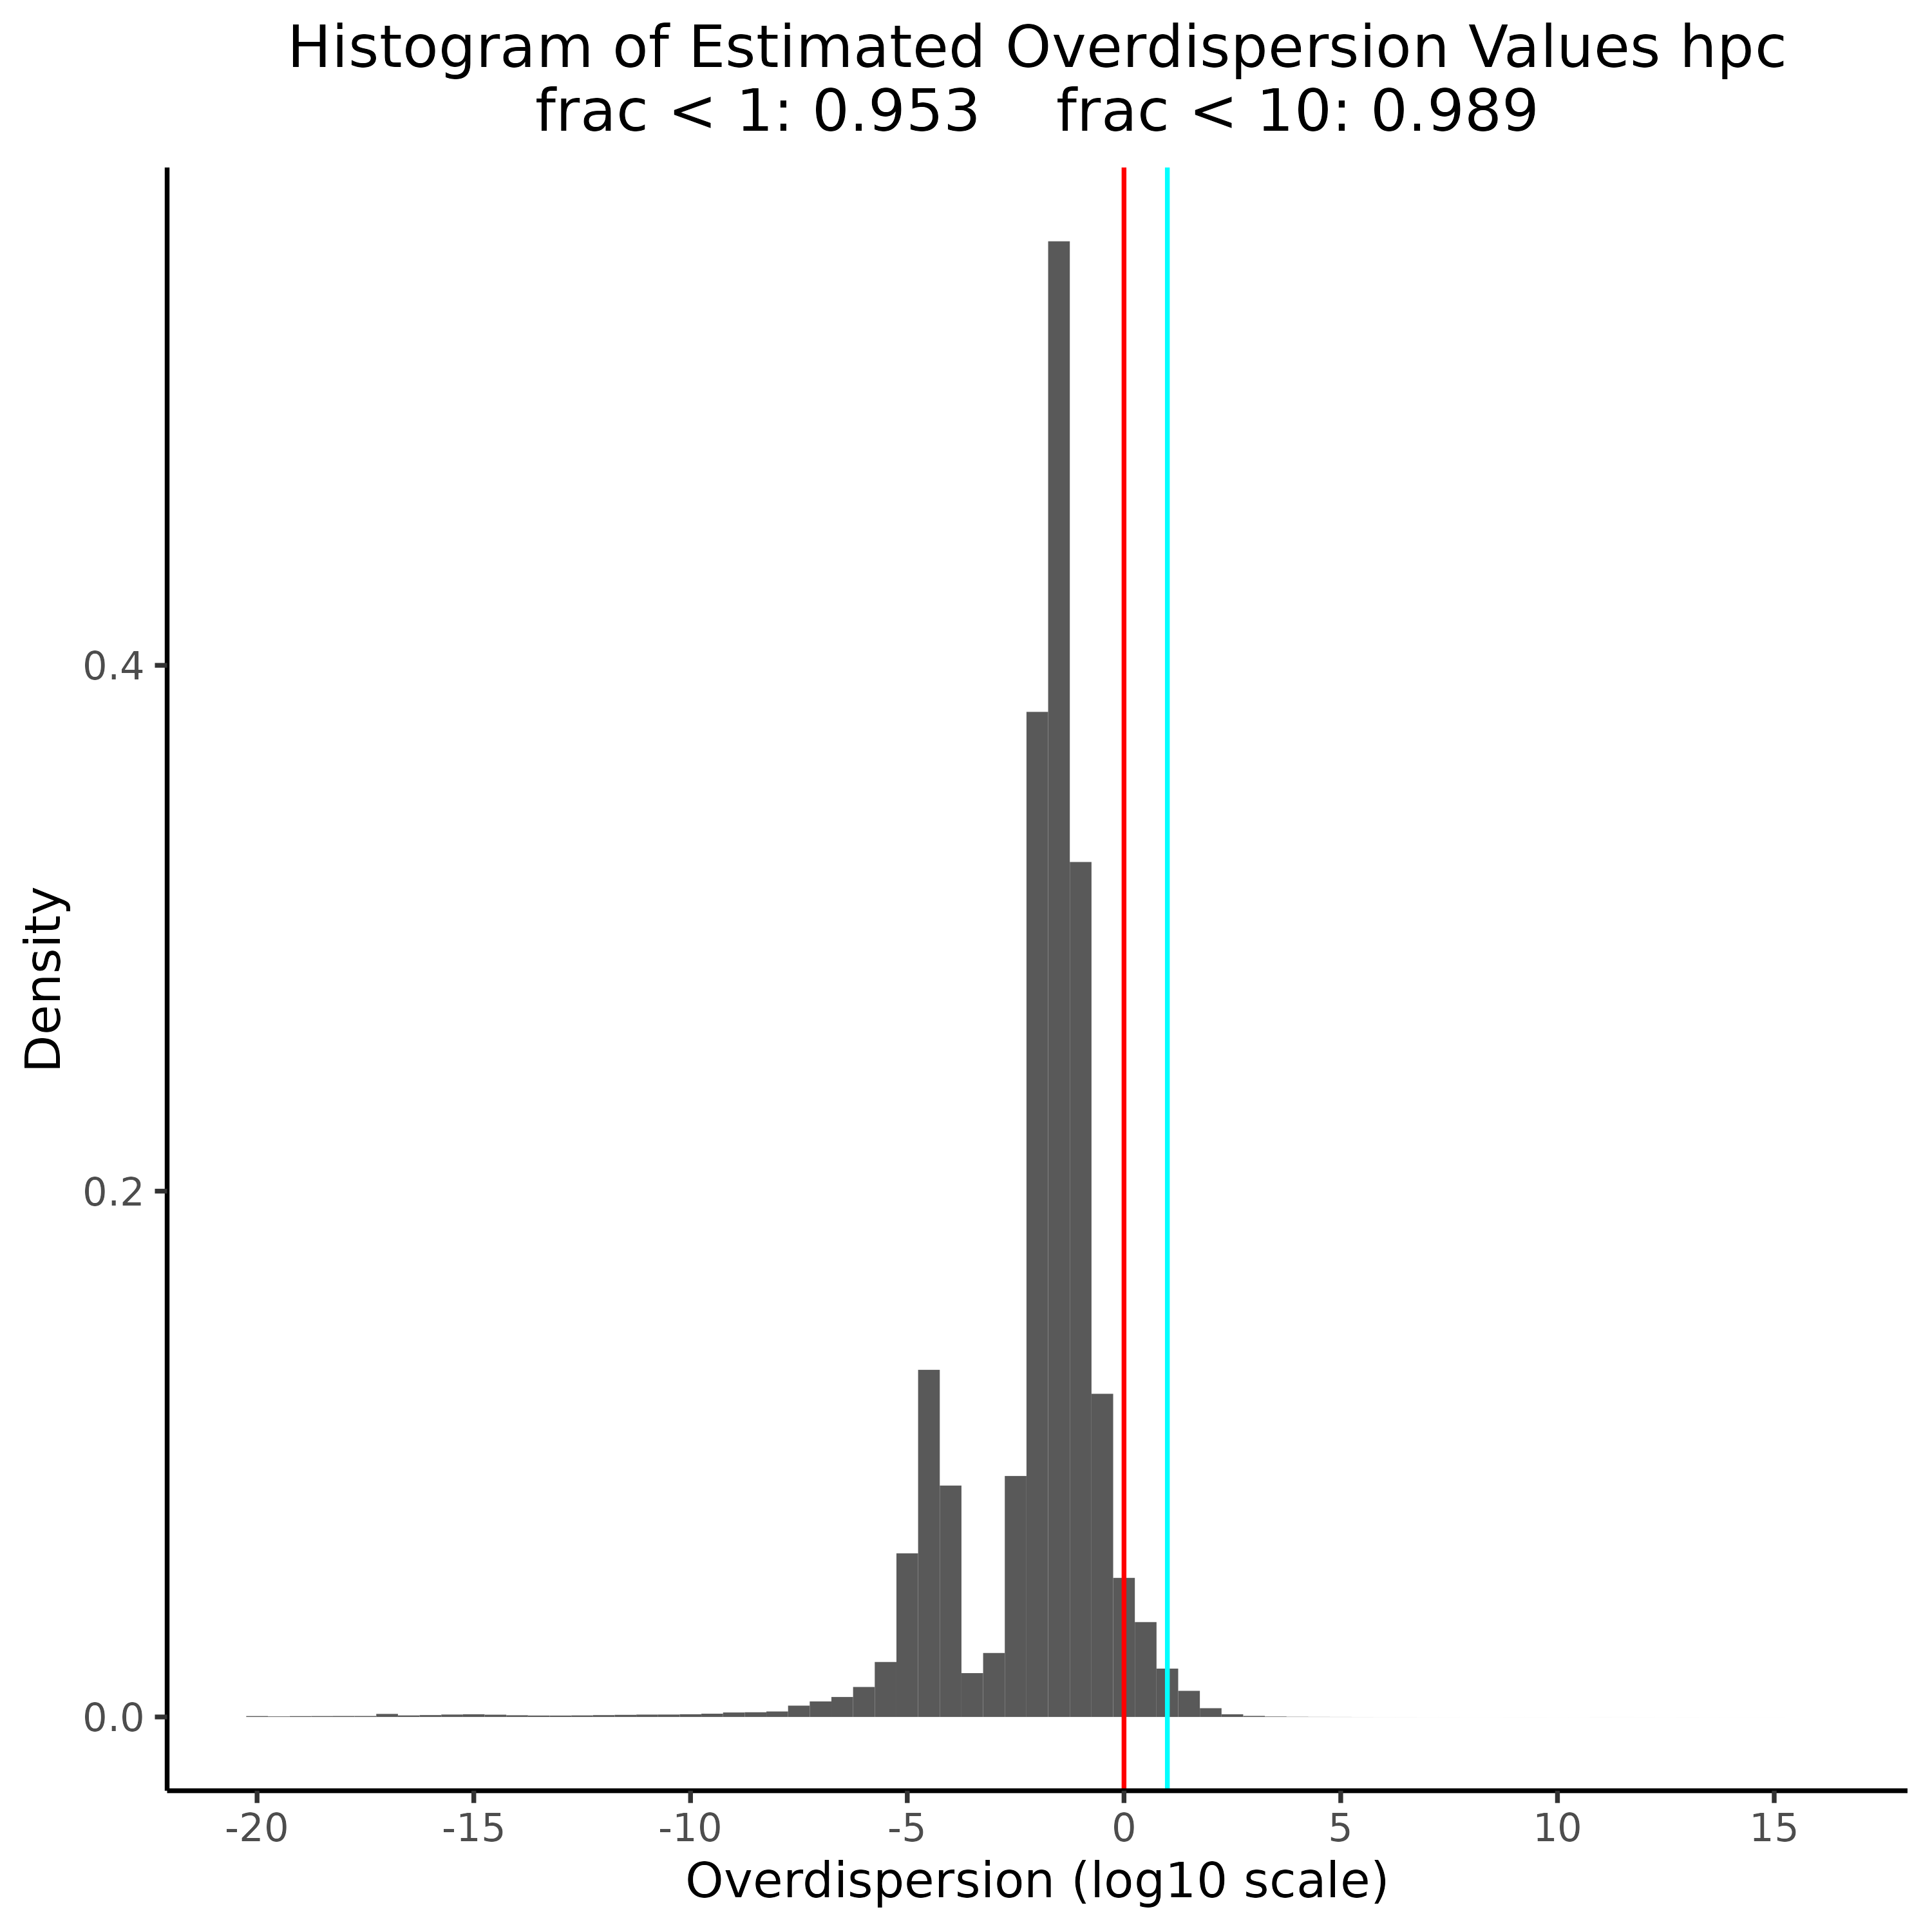 Histogram of Estimated Overdispersion Values hpc
frac < 1: 0.953    frac < 10: 0.989
Density
0.4
0.2
0.0
-20 -15 -10 -5 0 5 10 15
Overdispersion (log10 scale)